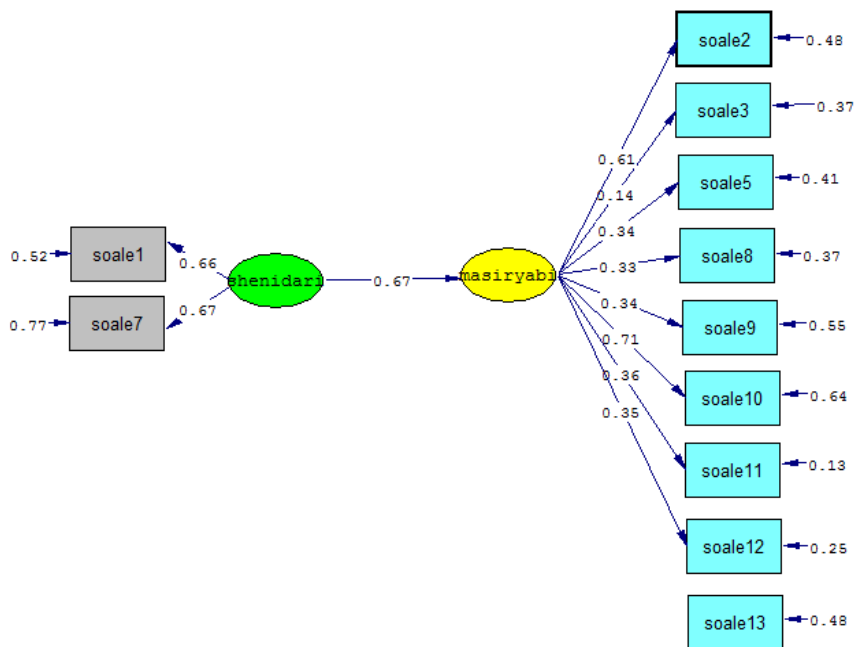 soale2
0.48
soale3
0.37
0.61
soale5
0.41
0.14
0.34
soale1
0.52
0.66
shenidari
0.67
masiryabi
0.33
soale8
0.37
0.67
soale7
0.77
0.34
soale9
0.55
0.71
0.36
soale10
0.64
0.35
soale11
0.13
soale12
0.25
soale13
0.48